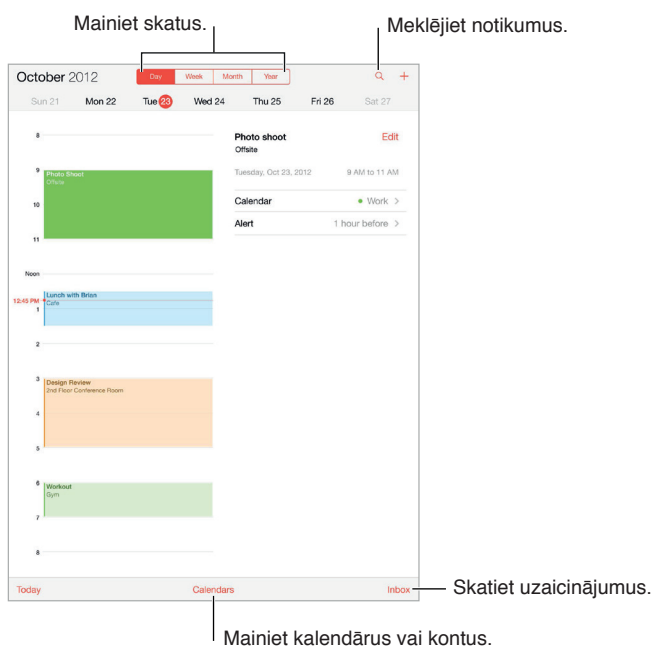 Mainiet skatus.
Meklējiet notikumus.
October 2012
Day Week Month Year
Sun 21 Mon 22 Tue 23 Wed 24 Thu 25 Fri 26 Sat 27
8
9
10
11
Noon
12:45 PM
1
2
3
4
5
6
7
8
Photo Shoot
Offsite
Lunch with Brian
Cafe
Design Review
2nd Floor Conference Room
Workout
Gym
Photo shoot Edit
Offsite
Tuesday, Oct 23, 2012 9 AM to 11 AM
Calendar Work
Alert 1 hour before
Today Calendars Inbox
Skatiet uzaicinājumus.
Mainiet kalendārus vai kontus.